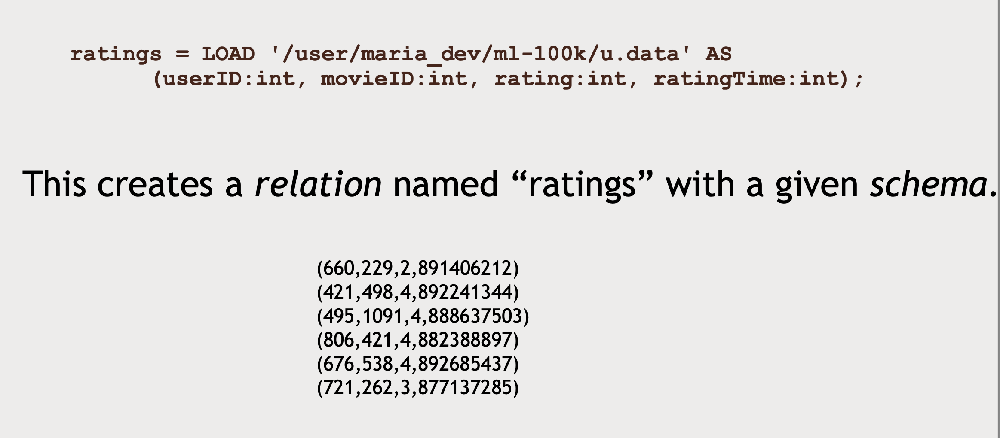 ratings = LOAD '/user/maria_dev/ml-100k/u.data' AS
(userID:int, movieID:int, rating:int, ratingTime:int);
This creates a relation named “ratings” with a given schema.
(660,229,2,891406212)
(421,498,4,892241344)
(495,1091,4,888637503)
(806,421,4,882388897)
(676,538,4,892685437)
(721,262,3,877137285)